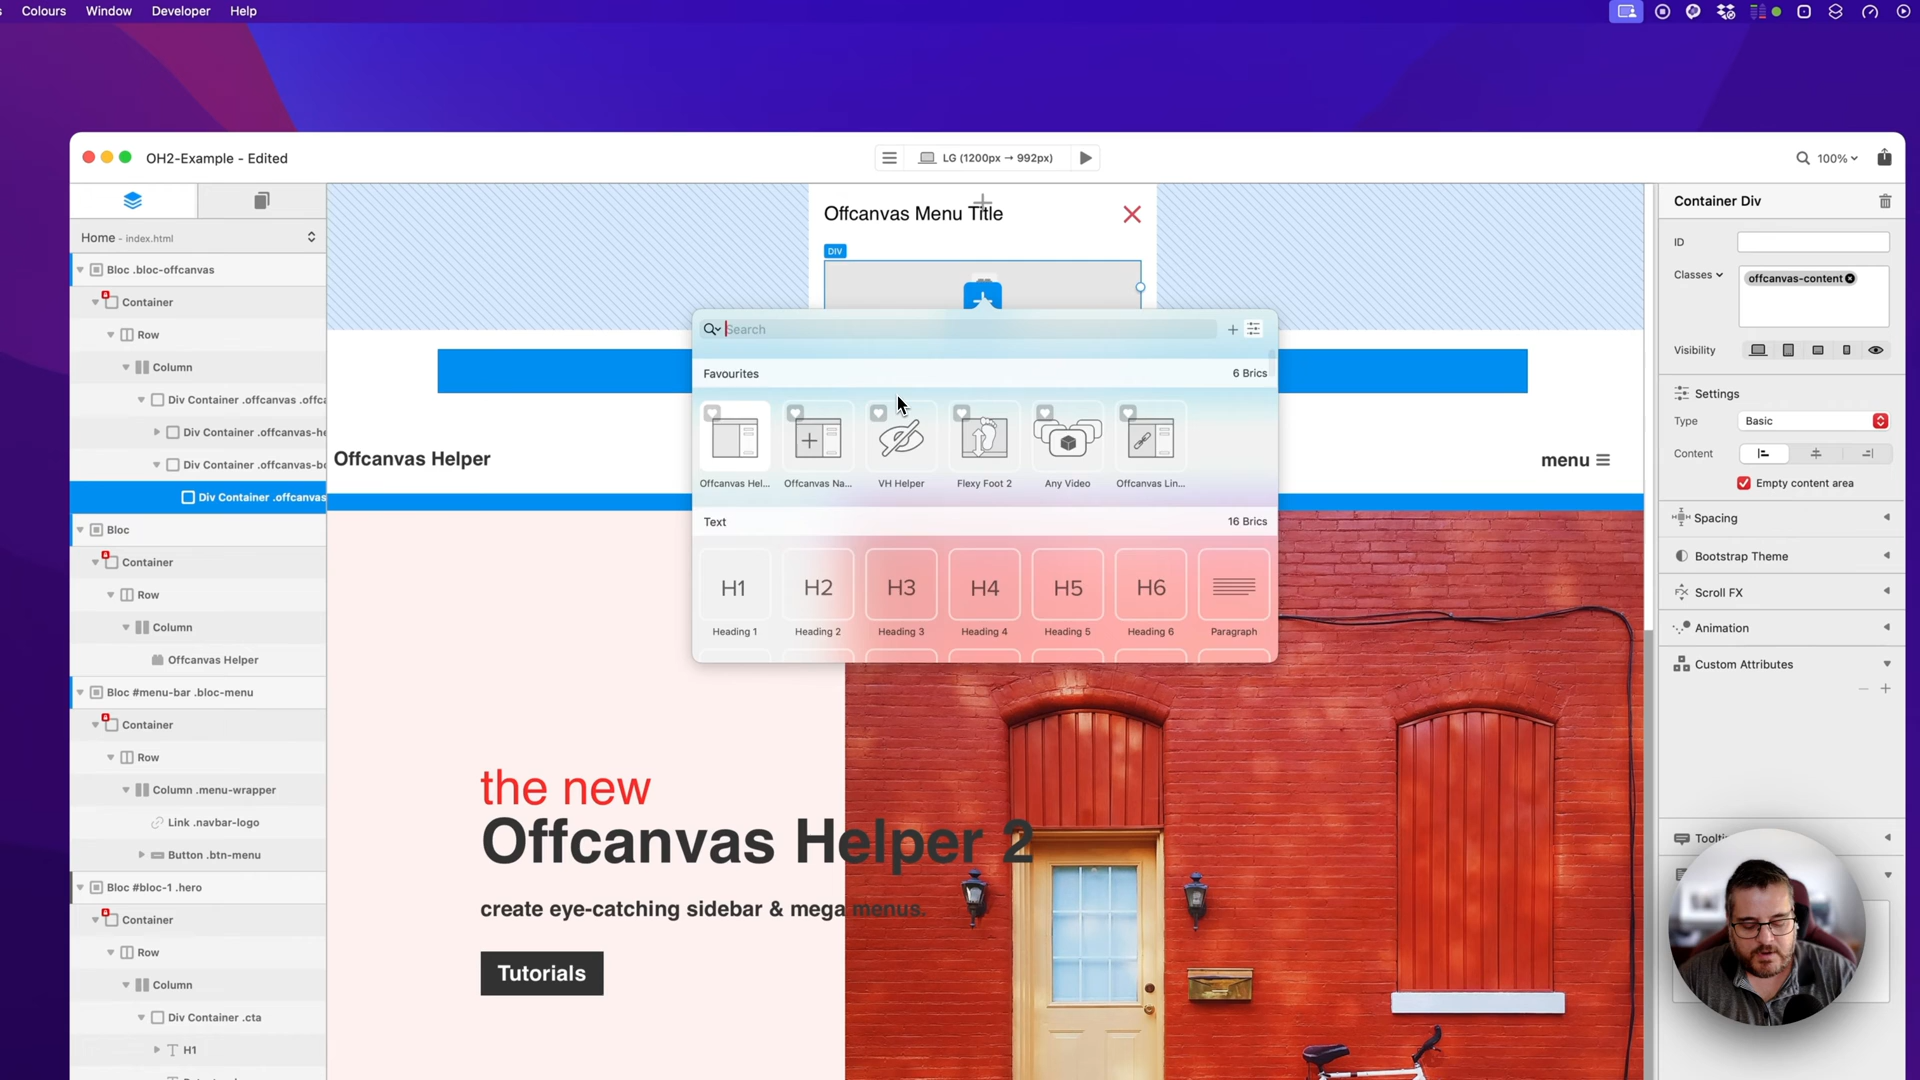 Colours Window Developer Help
OH2-Example - Edited
LG (1200px → 992px)
100%
Home - index.html
Bloc .bloc-offcanvas
Container
Row
Column
Div Container .offcanvas .offca
Div Container .offcanvas-he
Div Container .offcanvas-bo
Div Container .offcanvas
Bloc
Container
Row
Column
Offcanvas Helper
Bloc #menu-bar .bloc-menu
Container
Row
Column .menu-wrapper
Link .navbar-logo
Button .btn-menu
Bloc #bloc-1 .hero
Container
Row
Column
Div Container .cta
H1
Offcanvas Menu Title
DIV
Search
Favourites 6 Brics
Offcanvas Hel... Offcanvas Na... VH Helper Flexy Foot 2 Any Video Offcanvas Lin...
Text 16 Brics
H1 H2 H3 H4 H5 H6
Heading 1 Heading 2 Heading 3 Heading 4 Heading 5 Heading 6 Paragraph
Offcanvas Helper
menu
the new
Offcanvas Helper 2
create eye-catching sidebar & mega menus.
Tutorials
Container Div
ID
Classes
offcanvas-content
Visibility
Settings
Type Basic
Content
Empty content area
Spacing
Bootstrap Theme
Scroll FX
Animation
Custom Attributes